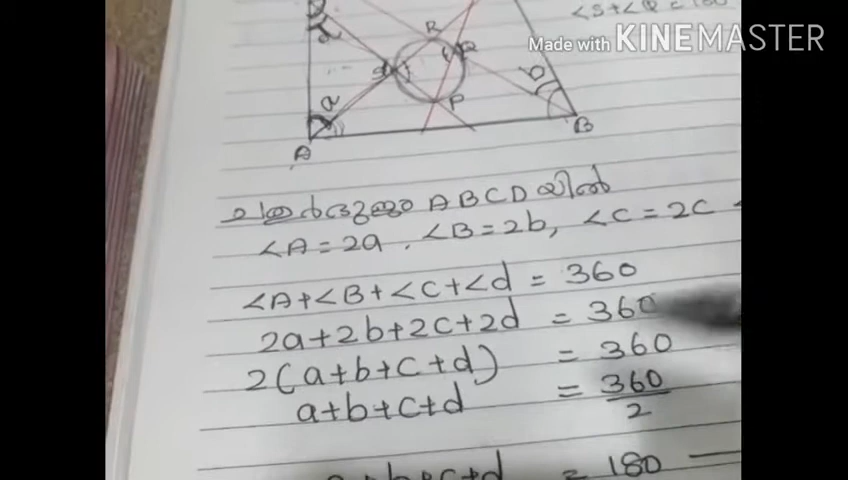 ∠S+∠Q=180
Made with KINEMASTER
d
R
Q
P
a
b
A
B
ചതുർഭുജം ABCD യിൽ
∠A=2a, ∠B=2b, ∠C=2c
∠A+∠B+∠C+∠d = 360
2a+2b+2c+2d = 360
2(a+b+c+d) = 360
a+b+c+d = 360/2
a+b+c+d = 180